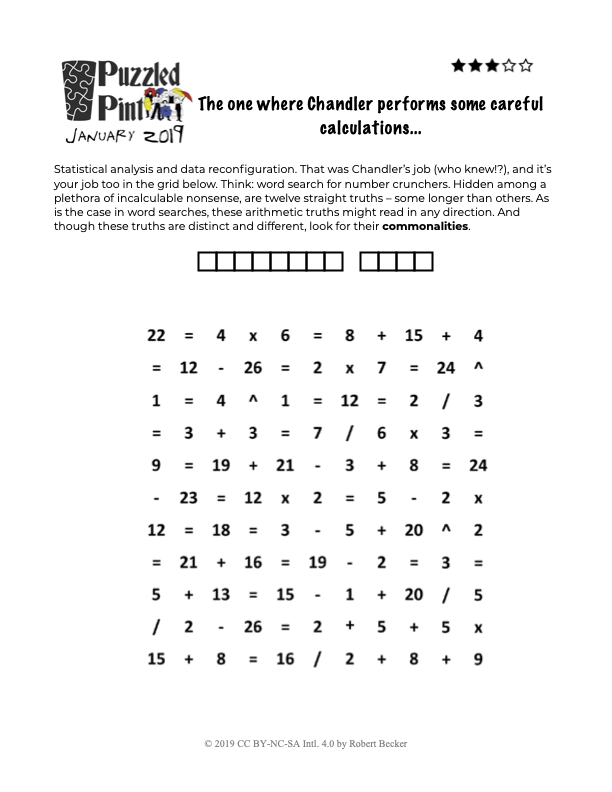 Puzzled
Pint
JANUARY 2019
The one where Chandler performs some careful
calculations...
Statistical analysis and data reconfiguration. That was Chandler's job (who knew!?), and it's
your job too in the grid below. Think: word search for number crunchers. Hidden among a
plethora of incalculable nonsense, are twelve straight truths – some longer than others. As
is the case in word searches, these arithmetic truths might read in any direction. And
though these truths are distinct and different, look for their commonalities.
22 = 4 x 6 = 8 + 15 + 4
= 12 - 26 = 2 x 7 = 24 ^
1 = 4 ^ 1 = 12 = 2 / 3
= 3 + 3 = 7 / 6 x 3 =
9 = 19 + 21 - 3 + 8 = 24
- 23 = 12 x 2 = 5 - 2 x
12 = 18 = 3 - 5 + 20 ^ 2
= 21 + 16 = 19 - 2 = 3 =
5 + 13 = 15 - 1 + 20 / 5
/ 2 - 26 = 2 + 5 + 5 x
15 + 8 = 16 / 2 + 8 + 9
© 2019 CC BY-NC-SA Intl. 4.0 by Robert Becker